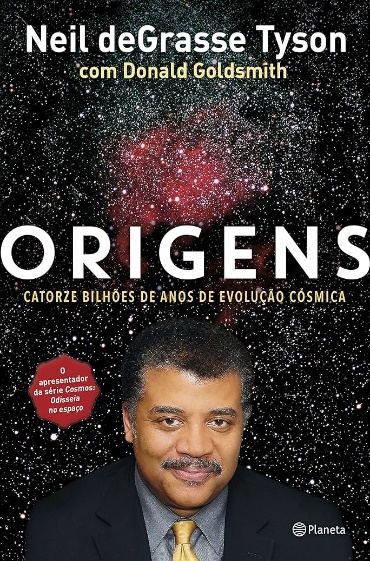 Neil deGrasse Tyson
com Donald Goldsmith
ORIGENS
CATORZE BILHÕES DE ANOS DE EVOLUÇÃO CÓSMICA
O
apresentador
da série Cosmos:
Odisseia
no espaço
Planeta